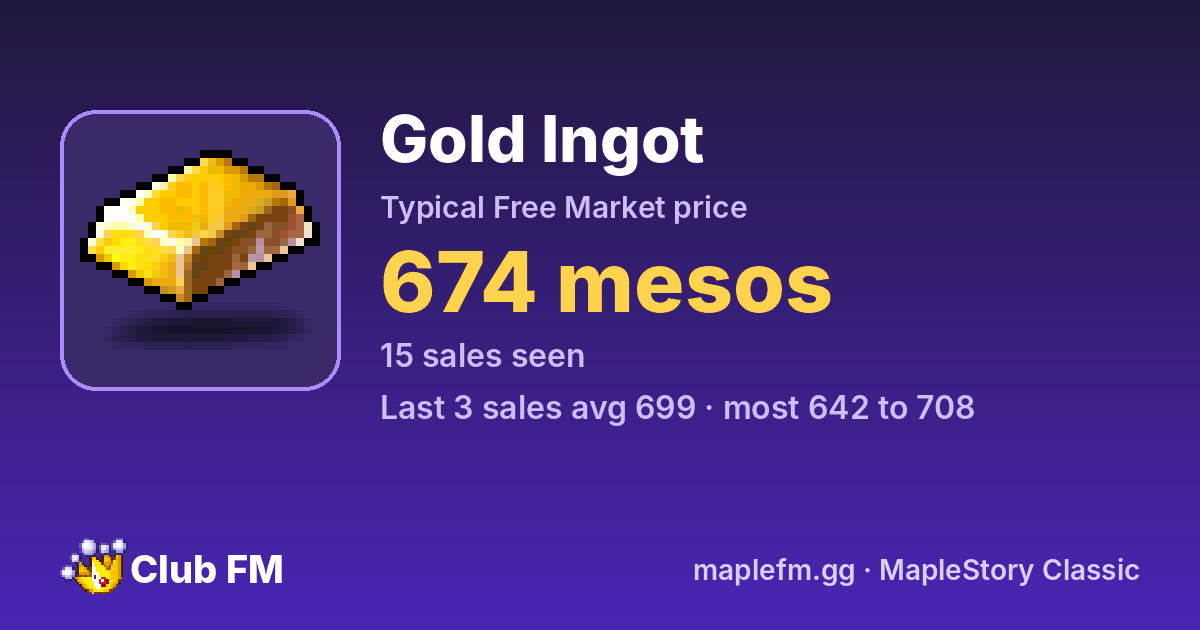 Gold Ingot
Typical Free Market price
674 mesos
15 sales seen
Last 3 sales avg 699 · most 642 to 708
Club FM
maplefm.gg · MapleStory Classic